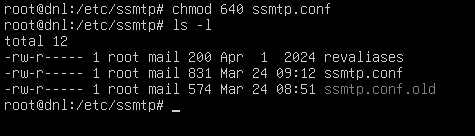 root@dnl:/etc/ssmtp# chmod 640 ssmtp.conf
root@dnl:/etc/ssmtp# ls -l
total 12
-rw-r----- 1 root mail 200 Apr  1  2024 revaliases
-rw-r----- 1 root mail 831 Mar 24 09:12 ssmtp.conf
-rw-r----- 1 root mail 574 Mar 24 08:51 ssmtp.conf.old
root@dnl:/etc/ssmtp# _